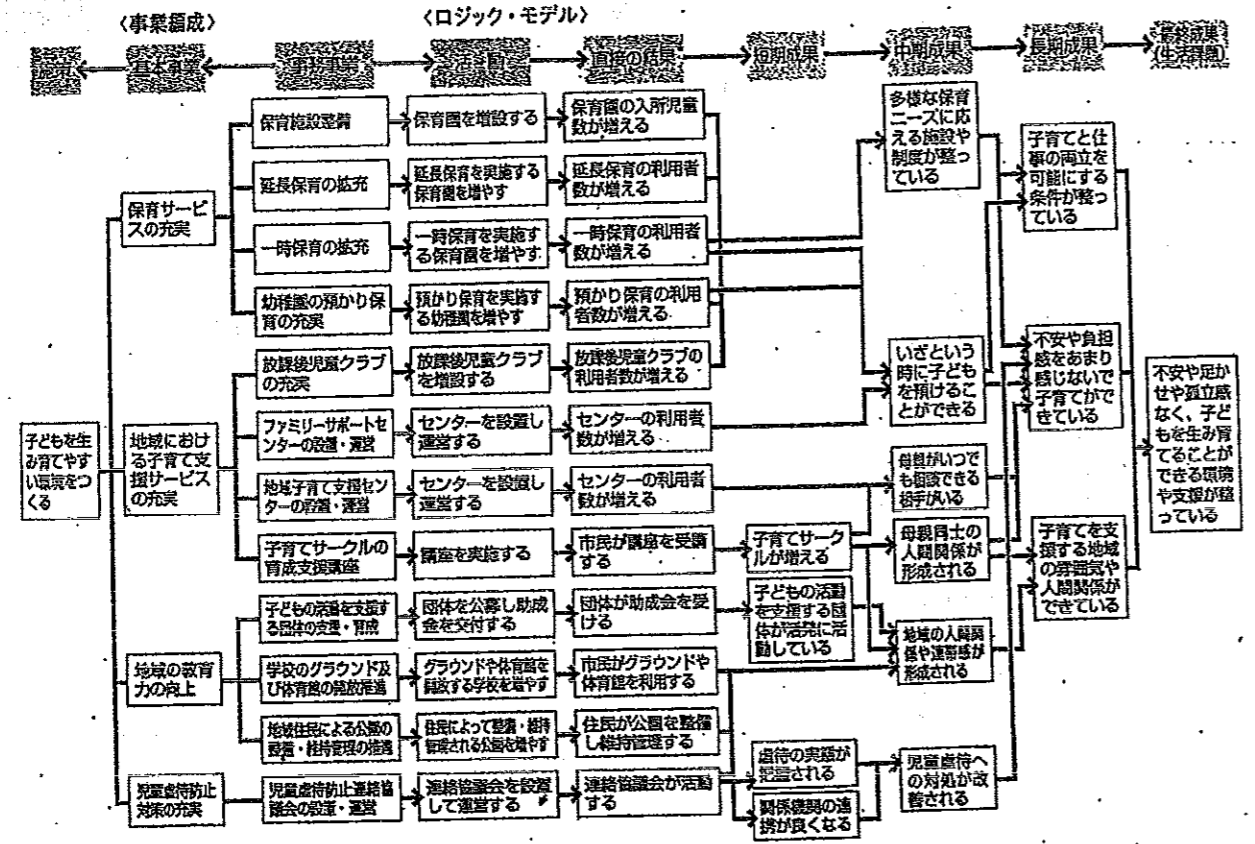 〈事業編成〉
〈ロジック・モデル〉
施策
基本事業
事務事業
活動
直接の結果
短期成果
中期成果
長期成果
最終成果
(生活課題)
子どもを生
み育てやす
い環境をつ
くる
保育サービ
スの充実
地域におけ
る子育て支
援サービス
の充実
地域の教育
力の向上
児童虐待防止
対策の充実
保育施設整備
保育園を増設する
保育園の入所児童
数が増える
延長保育の拡充
延長保育を実施する
保育園を増やす
延長保育の利用者
数が増える
一時保育の拡充
一時保育を実施す
る保育園を増やす
一時保育の利用者
数が増える
幼稚園の預かり保
育の充実
預かり保育を実施す
る幼稚園を増やす
預かり保育の利用
者数が増える
放課後児童クラブ
の充実
放課後児童クラブ
を増設する
放課後児童クラブの
利用者数が増える
ファミリーサポートセ
ンターの設置・運営
センターを設置し
運営する
センターの利用者
数が増える
地域子育て支援セン
ターの設置・運営
センターを設置し
運営する
センターの利用者
数が増える
子育てサークルの
育成支援講座
講座を実施する
市民が講座を受講
する
子育てサーク
ルが増える
子どもの活動を支援す
る団体の支援・育成
団体を公募し助成
金を交付する
団体が助成会を受
ける
子どもの活動
を支援する団
体が活発に活
動している
学校のグラウンド及
び体育館の開放推進
グラウンドや体育館を
開放する学校を増やす
市民がグラウンドや
体育館を利用する
地域住民による公園の
設置・維持管理の推進
住民によって整備・維持
管理される公園を増やす
住民が公園を整備
し維持管理する
児童虐待防止連絡協
議会の設置・運営
連絡協議会を設置
して運営する
連絡協議会が活動
する
虐待の実態が
把握される
関係機関の連
携が良くなる
多様な保育
ニーズに応
える施設や
制度が整っ
ている
いざという
時に子ども
を預けるこ
とができる
母親がいつで
も相談できる
相手がいる
母親同士の
人間関係が
形成される
地域の人間関
係や連帯感が
形成される
児童虐待へ
の対処が改
善される
子育てと仕
事の両立を
可能にする
条件が整っ
ている
不安や負担
感をあまり
感じないで
子育てがで
きている
子育てを支
援する地域
の雰囲気や
人間関係が
できている
不安や足か
せや孤立感
なく、子ど
もを生み育
てることが
できる環境
や支援が整
っている